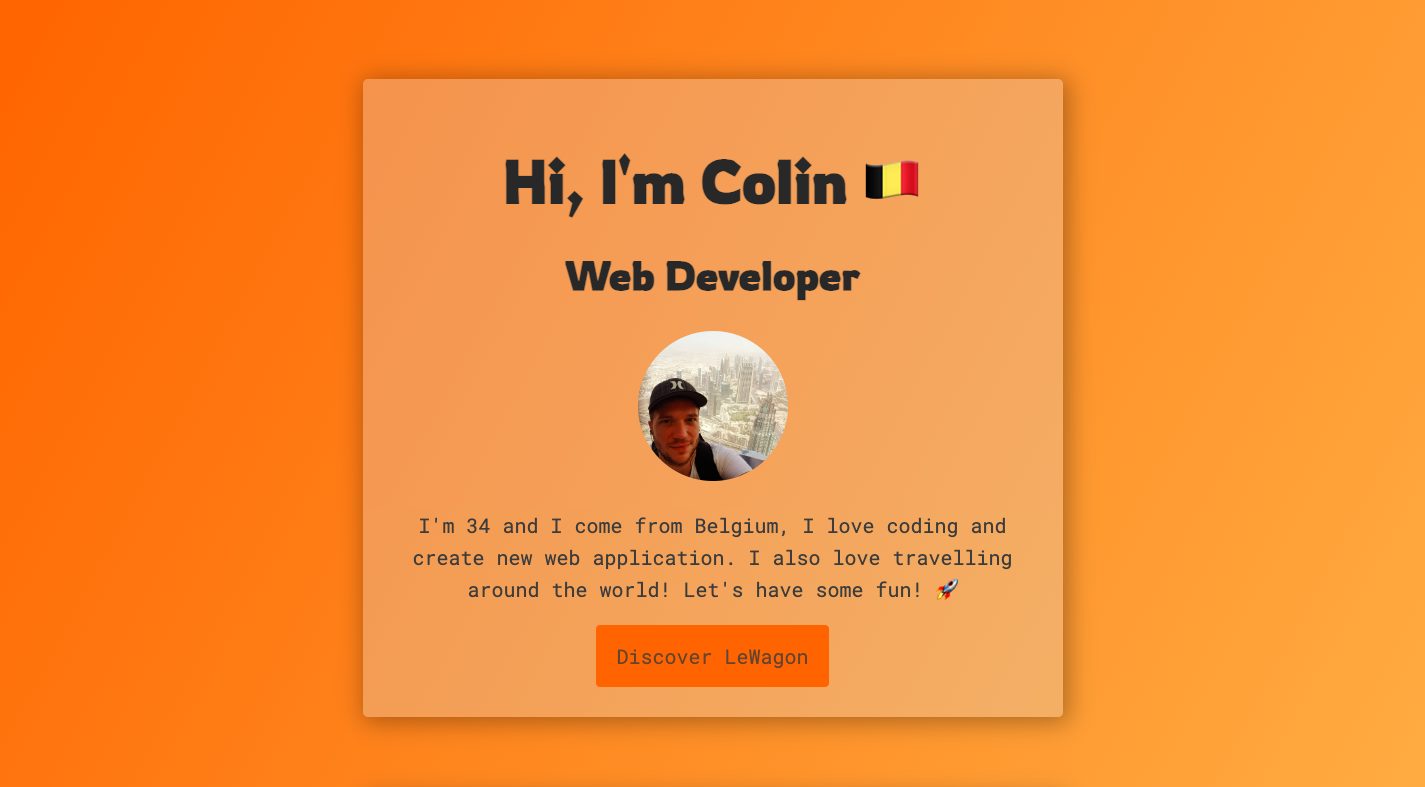 Hi, I'm Colin 🇧🇪
Web Developer
I'm 34 and I come from Belgium, I love coding and
create new web application. I also love travelling
around the world! Let's have some fun! 🚀
Discover LeWagon